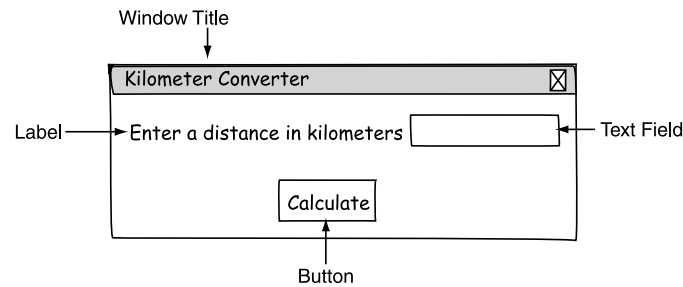 Window Title
Kilometer Converter
Label
Enter a distance in kilometers
Text Field
Calculate
Button